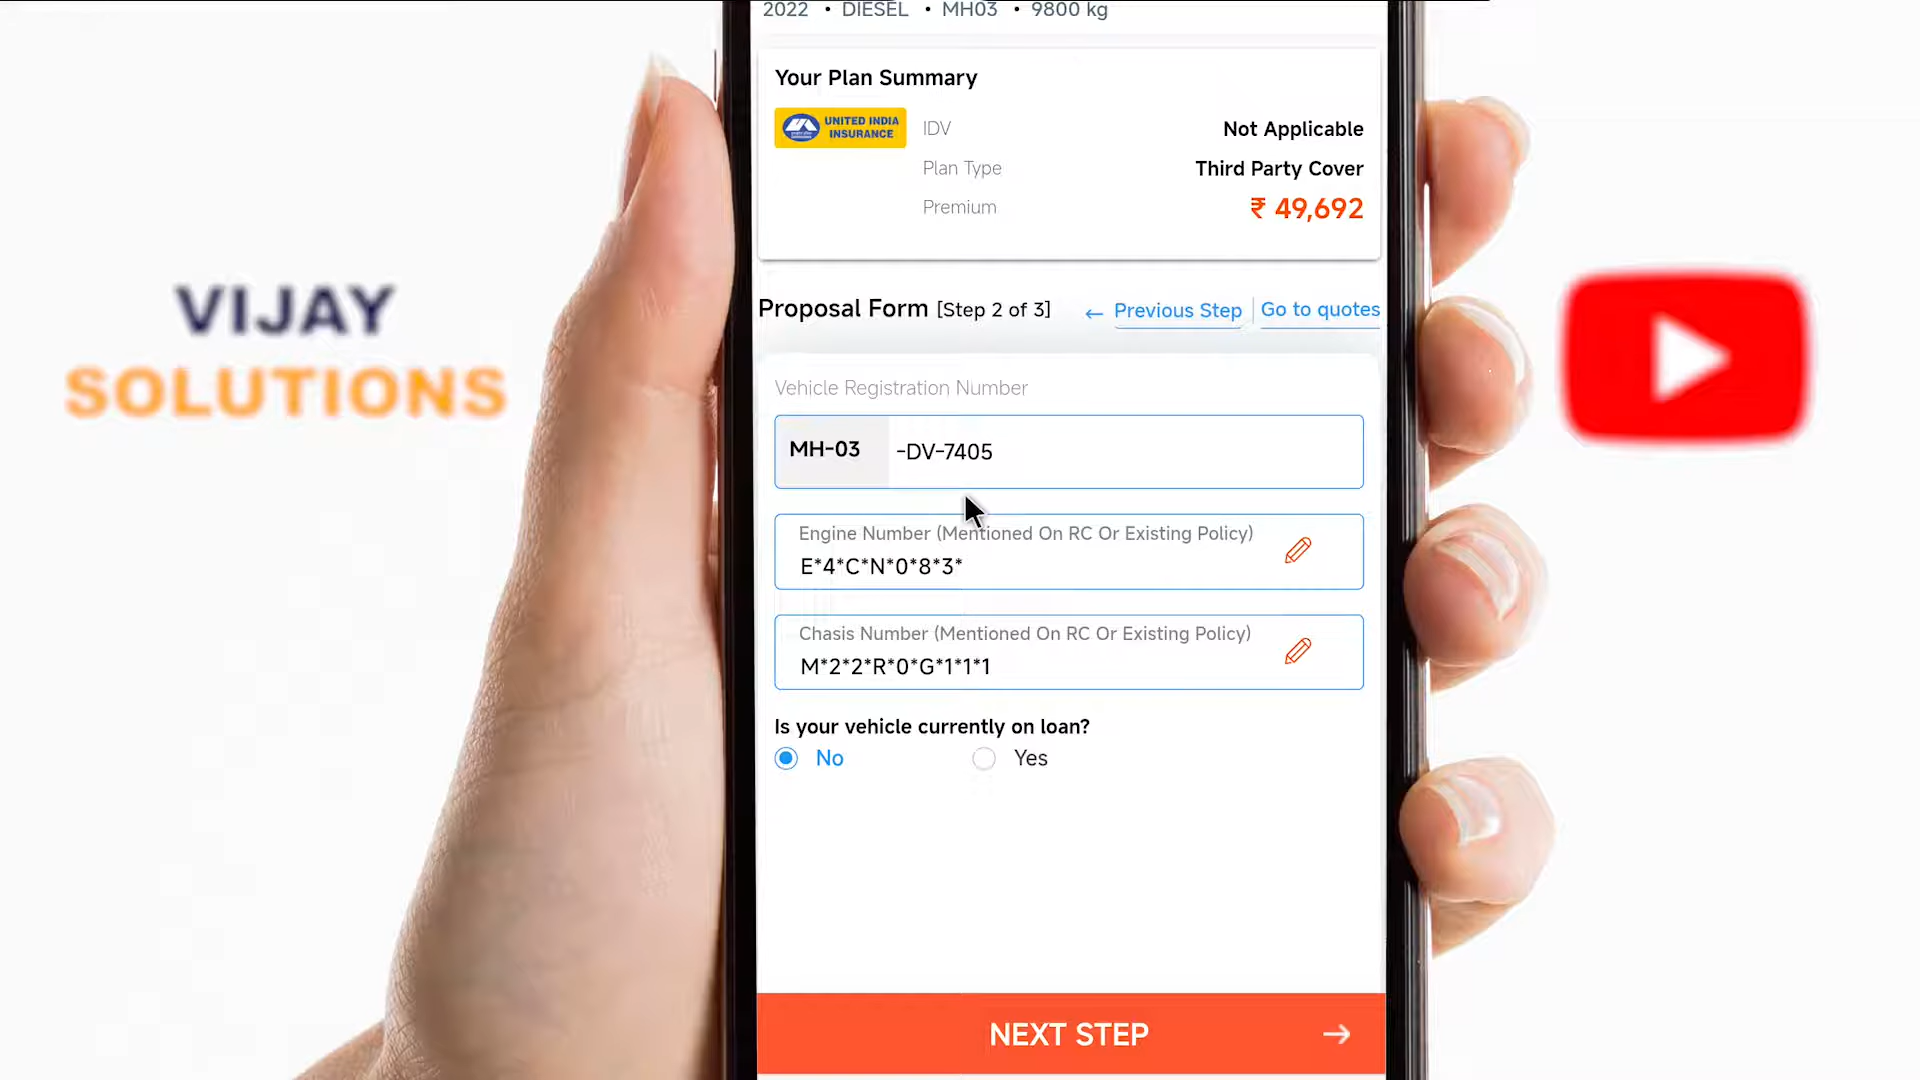 2022 • DIESEL • MH03 • 9800 kg
Your Plan Summary
UNITED INDIA
INSURANCE
IDV
Not Applicable
Plan Type
Third Party Cover
Premium
₹ 49,692
Proposal Form [Step 2 of 3]
← Previous Step
Go to quotes
Vehicle Registration Number
MH-03 -DV-7405
Engine Number (Mentioned On RC Or Existing Policy)
E*4*C*N*0*8*3*
Chasis Number (Mentioned On RC Or Existing Policy)
M*2*2*R*0*G*1*1*1
Is your vehicle currently on loan?
No
Yes
NEXT STEP →
VIJAY
SOLUTIONS